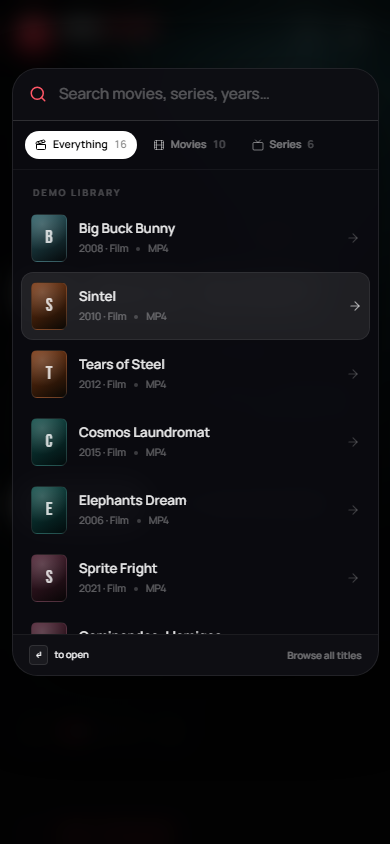 Search movies, series, years...
Everything 16 Movies 10 Series 6
DEMO LIBRARY
B
Big Buck Bunny
2008 · Film • MP4
S
Sintel
2010 · Film • MP4
T
Tears of Steel
2012 · Film • MP4
C
Cosmos Laundromat
2015 · Film • MP4
E
Elephants Dream
2006 · Film • MP4
S
Sprite Fright
2021 · Film • MP4
to open
Browse all titles